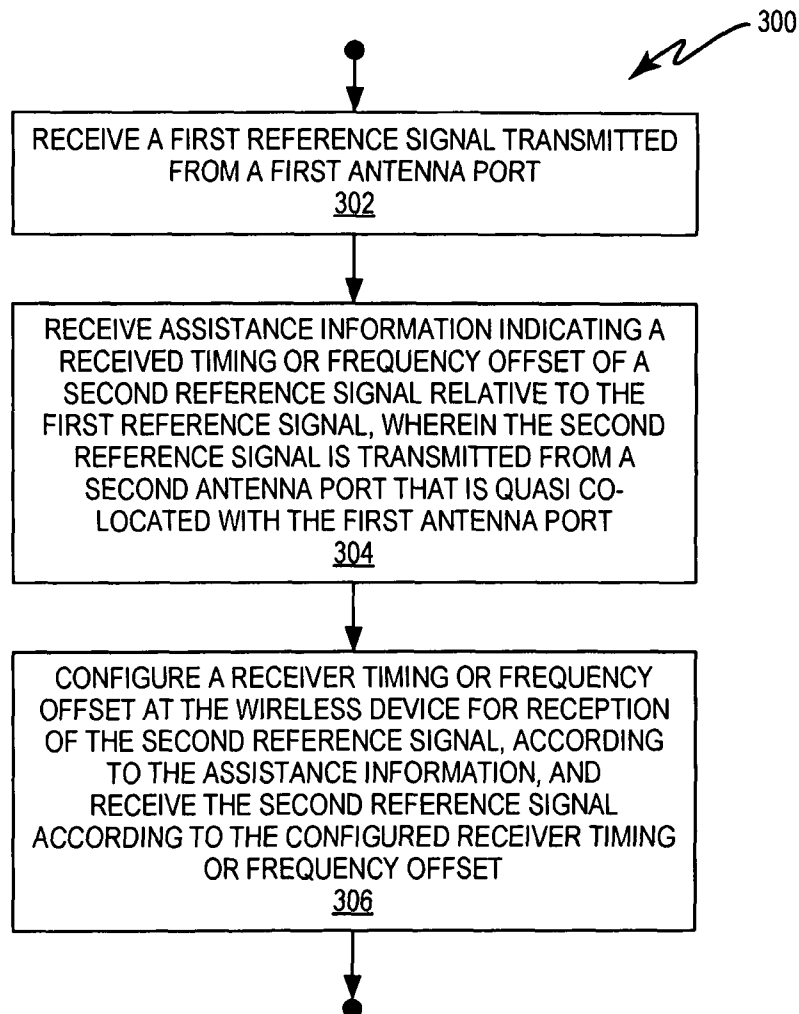 300
RECEIVE A FIRST REFERENCE SIGNAL TRANSMITTED
FROM A FIRST ANTENNA PORT
302
RECEIVE ASSISTANCE INFORMATION INDICATING A
RECEIVED TIMING OR FREQUENCY OFFSET OF A
SECOND REFERENCE SIGNAL RELATIVE TO THE
FIRST REFERENCE SIGNAL, WHEREIN THE SECOND
REFERENCE SIGNAL IS TRANSMITTED FROM A
SECOND ANTENNA PORT THAT IS QUASI CO-
LOCATED WITH THE FIRST ANTENNA PORT
304
CONFIGURE A RECEIVER TIMING OR FREQUENCY
OFFSET AT THE WIRELESS DEVICE FOR RECEPTION
OF THE SECOND REFERENCE SIGNAL, ACCORDING
TO THE ASSISTANCE INFORMATION, AND
RECEIVE THE SECOND REFERENCE SIGNAL
ACCORDING TO THE CONFIGURED RECEIVER TIMING
OR FREQUENCY OFFSET
306